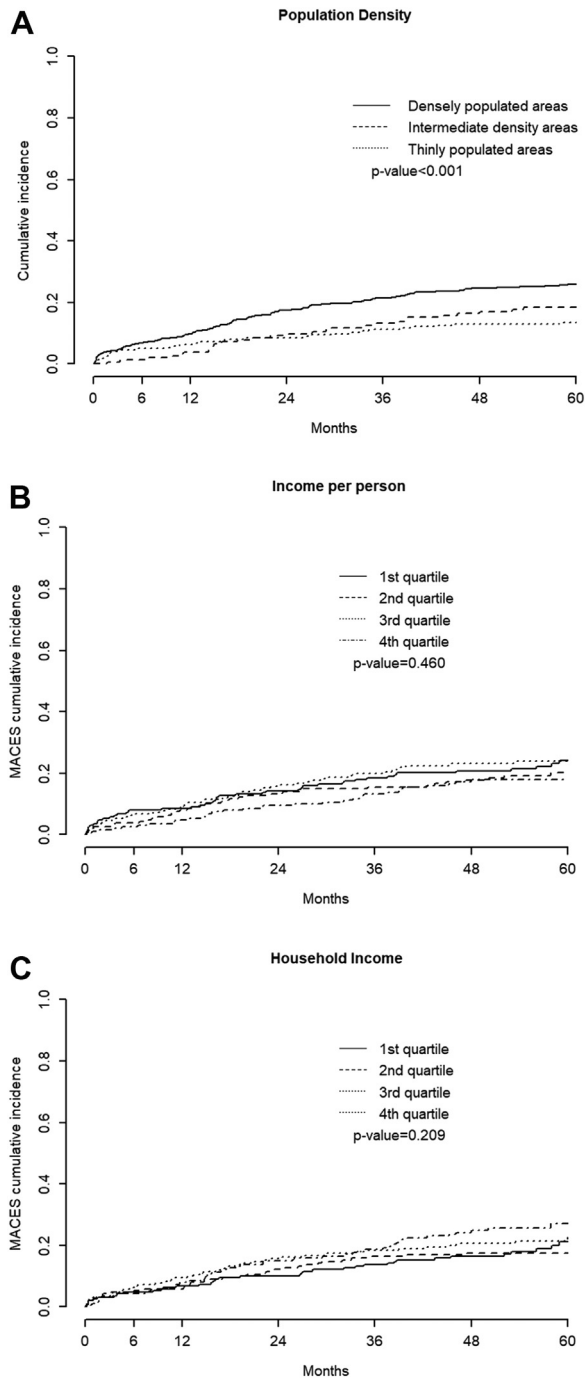 A
Population Density
Cumulative incidence
1.0
0.8
0.6
0.4
0.2
0.0
Densely populated areas
Intermediate density areas
Thinly populated areas
p-value<0.001
0 6 12 24 36 48 60
Months
B
Income per person
MACES cumulative incidence
1.0
0.8
0.6
0.4
0.2
0.0
1st quartile
2nd quartile
3rd quartile
4th quartile
p-value=0.460
0 6 12 24 36 48 60
Months
C
Household Income
MACES cumulative incidence
1.0
0.8
0.6
0.4
0.2
0.0
1st quartile
2nd quartile
3rd quartile
4th quartile
p-value=0.209
0 6 12 24 36 48 60
Months